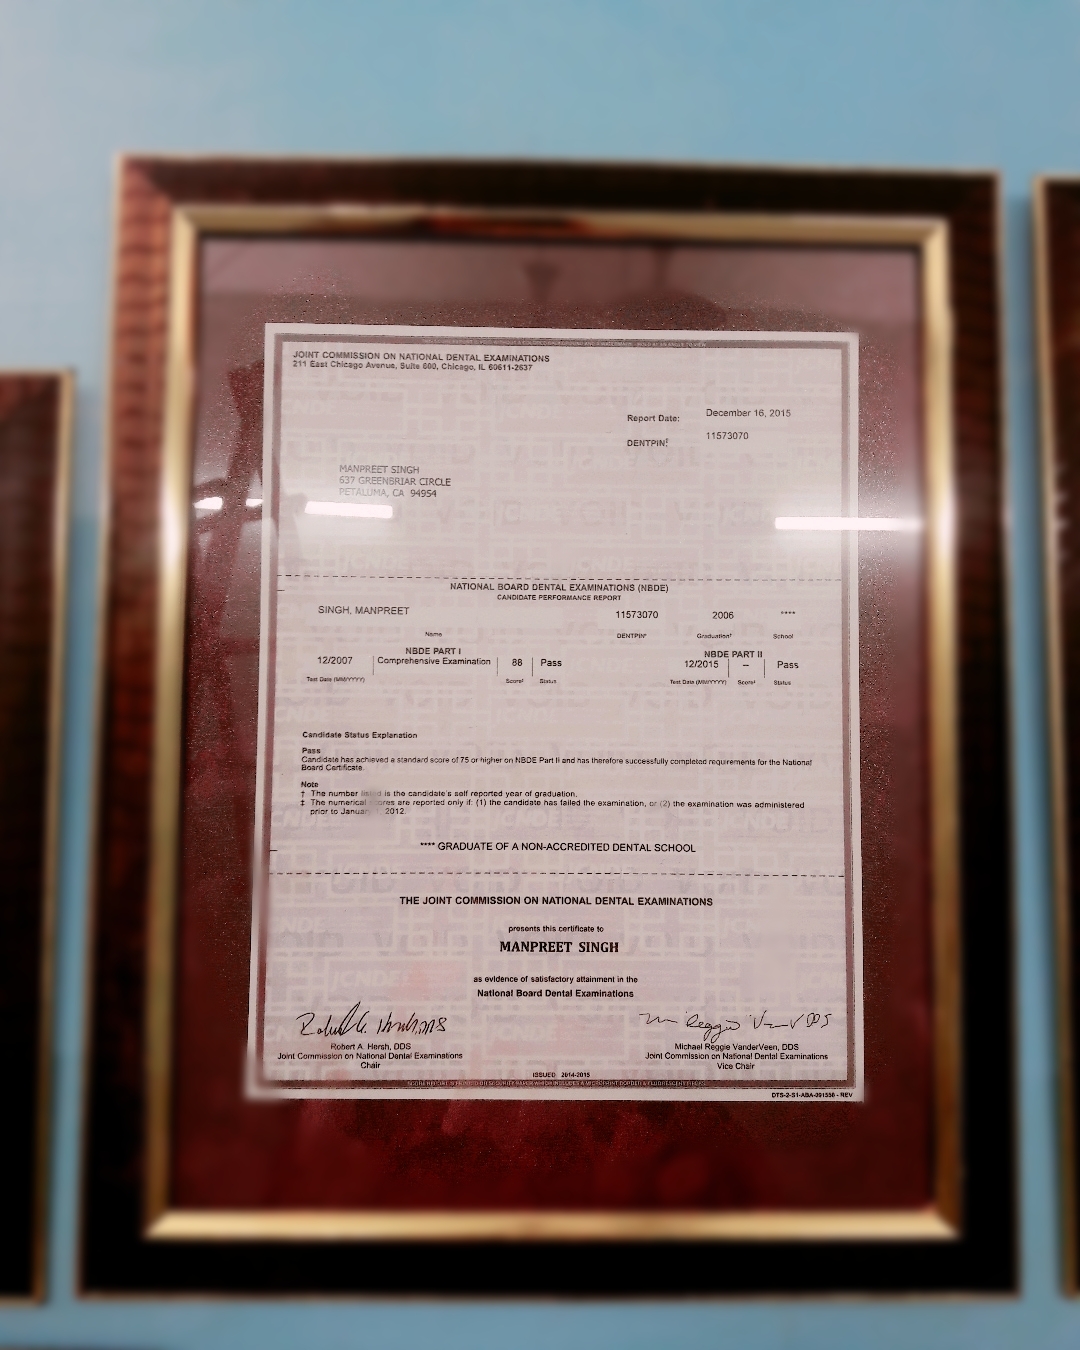 JOINT COMMISSION ON NATIONAL DENTAL EXAMINATIONS
211 East Chicago Avenue, Suite 600, Chicago, IL 60611-2637
Report Date: December 16, 2015
DENTPIN‡ 11573070
MANPREET SINGH
637 GREENBRIAR CIRCLE
PETALUMA, CA 94954
NATIONAL BOARD DENTAL EXAMINATIONS (NBDE)
CANDIDATE PERFORMANCE REPORT
SINGH, MANPREET 11573070 2006 ****
Name DENTPIN Graduation† School
NBDE PART I NBDE PART II
12/2007 Comprehensive Examination 88 Pass 12/2015 – Pass
Test Date (MM/YYYY) Score‡ Status Test Date (MM/YYYY) Score‡ Status
Candidate Status Explanation
Pass
Candidate has achieved a standard score of 75 or higher on NBDE Part II and has therefore successfully completed requirements for the National
Board Certificate.
Note
† The number is the candidate's self reported year of graduation.
‡ The numerical are reported only if: (1) the candidate has failed the examination, or (2) the examination was administered
prior to 2012.
**** GRADUATE OF A NON-ACCREDITED DENTAL SCHOOL
THE JOINT COMMISSION ON NATIONAL DENTAL EXAMINATIONS
presents this certificate to
MANPREET SINGH
as evidence of satisfactory attainment in the
National Board Dental Examinations
Robert A. Hersh, DDS Michael Reggie VanderVeen, DDS
Joint Commission on National Dental Examinations Joint Commission on National Dental Examinations
Chair Vice Chair
ISSUED 2014-2015
DTS-2-S1-ABA-091558 - REV